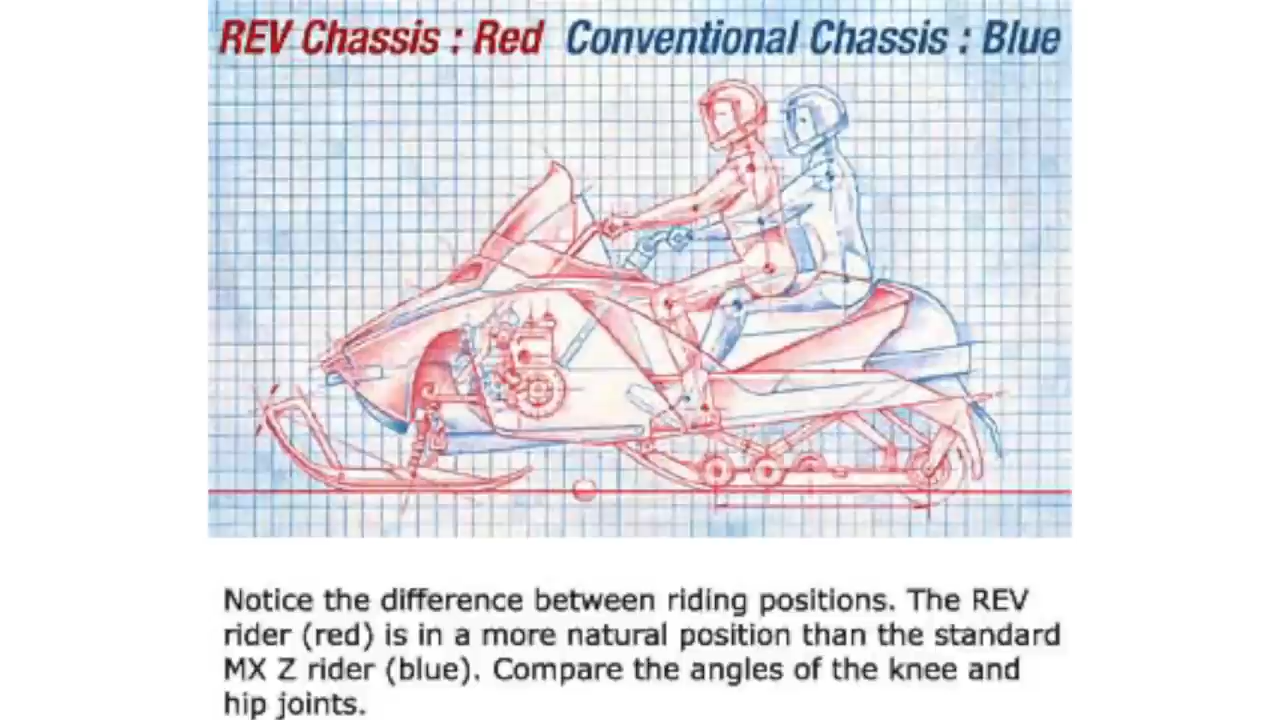 REV Chassis : Red Conventional Chassis : Blue
Notice the difference between riding positions. The REV
rider (red) is in a more natural position than the standard
MX Z rider (blue). Compare the angles of the knee and
hip joints.